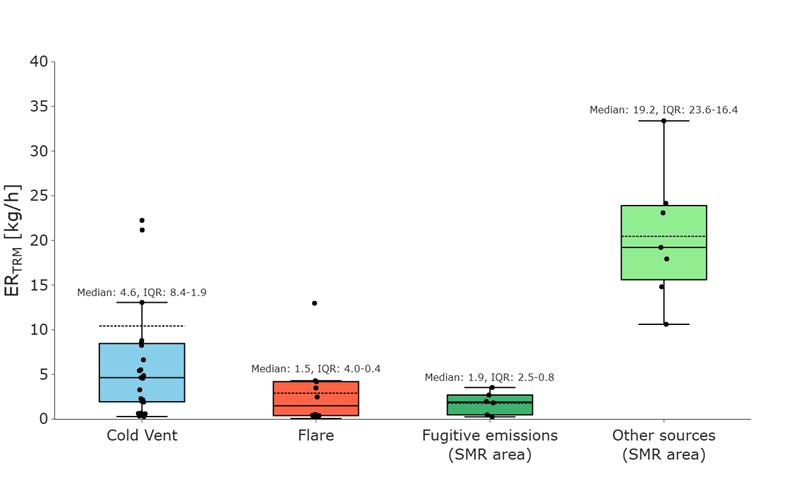 40
35
30
25
20
15
10
5
0
ERTRM [kg/h]
Median: 4.6, IQR: 8.4-1.9
Median: 1.5, IQR: 4.0-0.4
Median: 1.9, IQR: 2.5-0.8
Median: 19.2, IQR: 23.6-16.4
Cold Vent
Flare
Fugitive emissions
(SMR area)
Other sources
(SMR area)